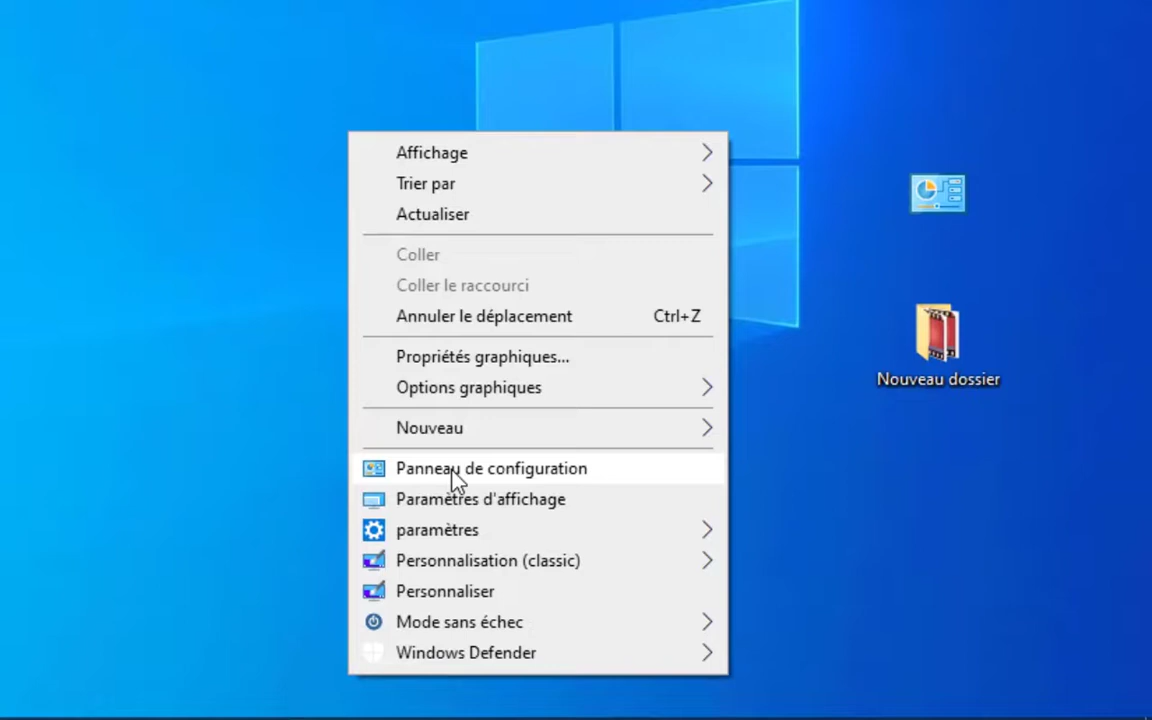 Affichage
Trier par
Actualiser
Coller
Coller le raccourci
Annuler le déplacement Ctrl+Z
Propriétés graphiques...
Options graphiques
Nouveau
Panneau de configuration
Paramètres d'affichage
paramètres
Personnalisation (classic)
Personnaliser
Mode sans échec
Windows Defender
Nouveau dossier